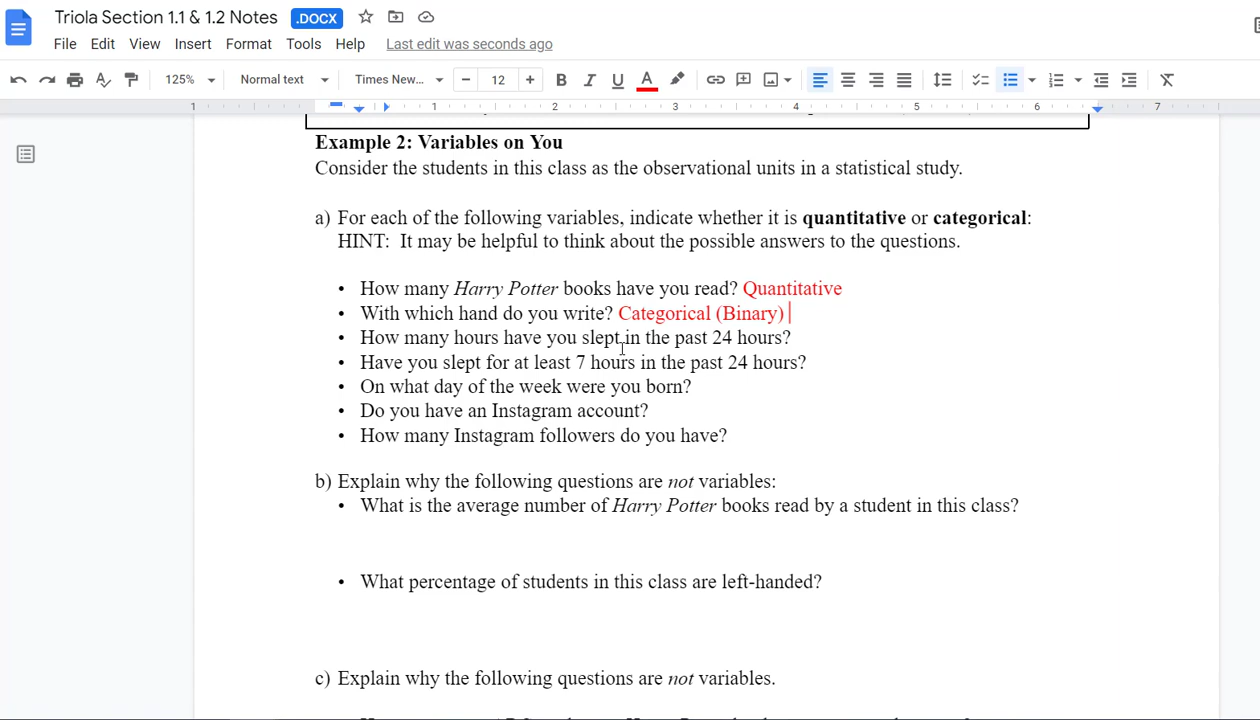 Triola Section 1.1 & 1.2 Notes .DOCX
File Edit View Insert Format Tools Help Last edit was seconds ago
125% Normal text Times New... − 12 + B I U A
1 1 2 3 4 5 6 7
Example 2: Variables on You
Consider the students in this class as the observational units in a statistical study.
a) For each of the following variables, indicate whether it is quantitative or categorical:
HINT: It may be helpful to think about the possible answers to the questions.
• How many Harry Potter books have you read? Quantitative
• With which hand do you write? Categorical (Binary)
• How many hours have you slept in the past 24 hours?
• Have you slept for at least 7 hours in the past 24 hours?
• On what day of the week were you born?
• Do you have an Instagram account?
• How many Instagram followers do you have?
b) Explain why the following questions are not variables:
• What is the average number of Harry Potter books read by a student in this class?
• What percentage of students in this class are left-handed?
c) Explain why the following questions are not variables.